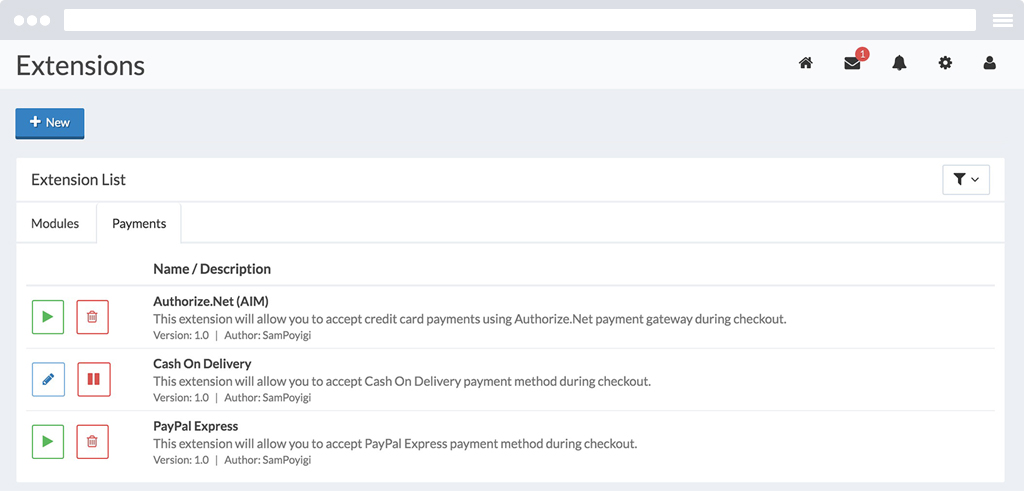 Extensions
1
New
Extension List
Modules
Payments
Name / Description
Authorize.Net (AIM)
This extension will allow you to accept credit card payments using Authorize.Net payment gateway during checkout.
Version: 1.0 | Author: SamPoyigi
Cash On Delivery
This extension will allow you to accept Cash On Delivery payment method during checkout.
Version: 1.0 | Author: SamPoyigi
PayPal Express
This extension will allow you to accept PayPal Express payment method during checkout.
Version: 1.0 | Author: SamPoyigi